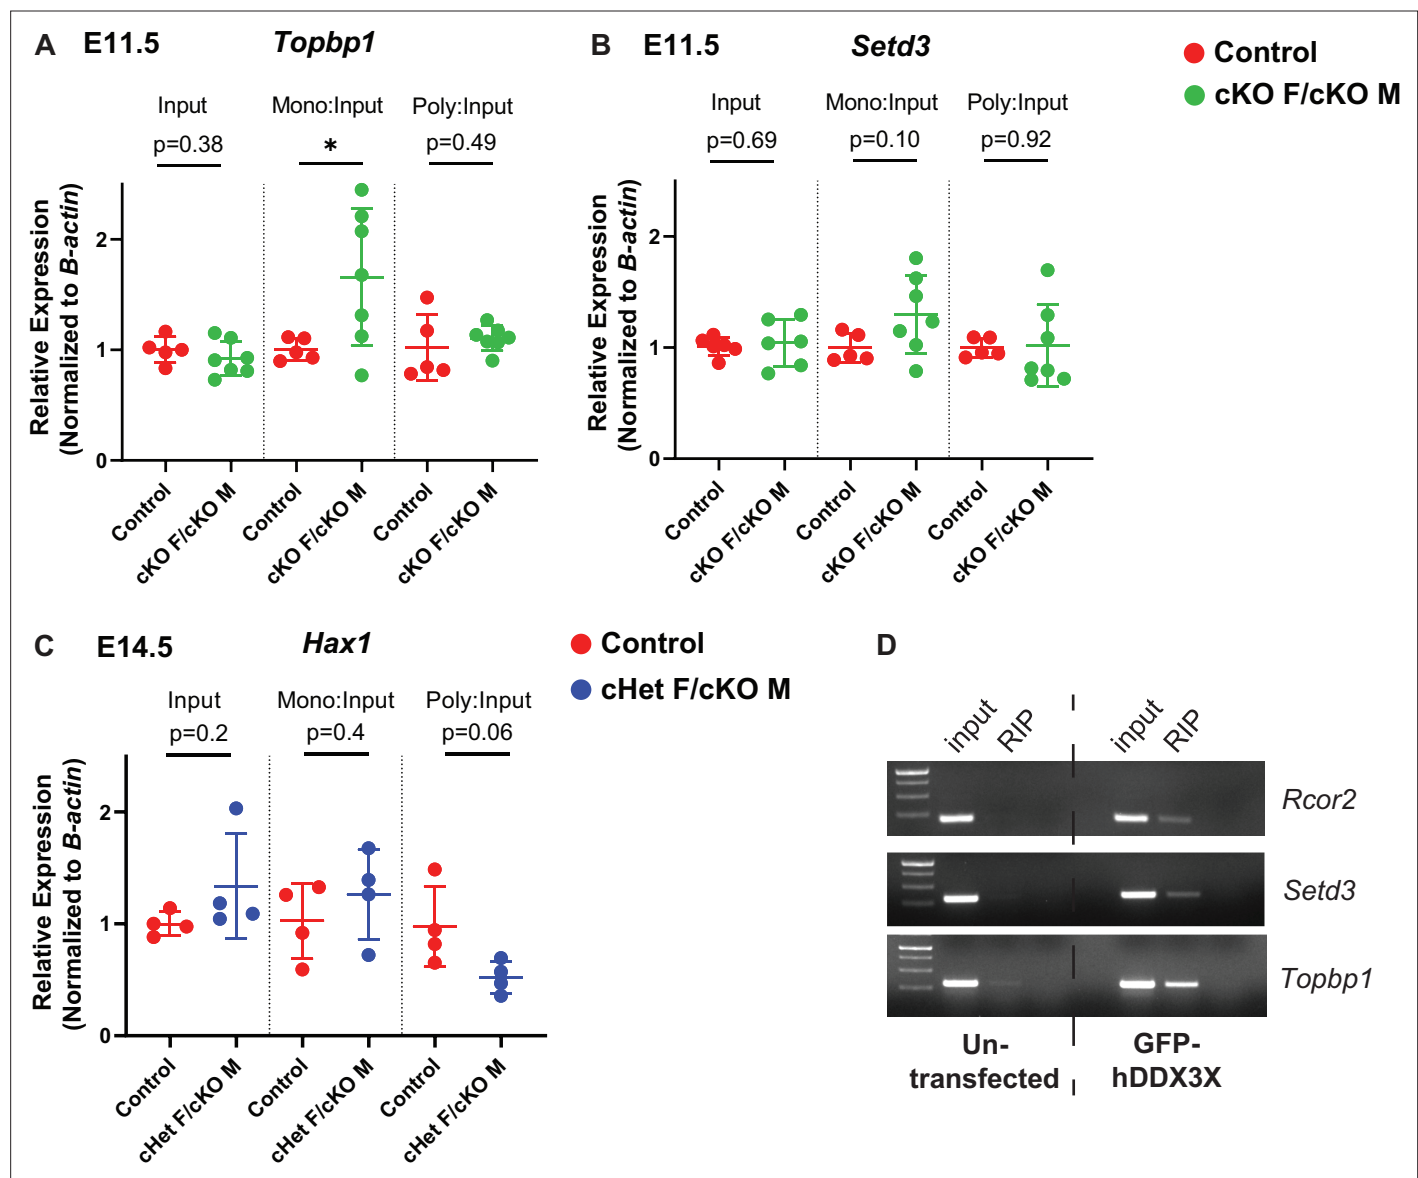 A E11.5 Topbp1
Input Mono:Input Poly:Input
p=0.38 * p=0.49
Relative Expression
(Normalized to B-actin)
2
1
0
Control cKO F/cKO M Control cKO F/cKO M Control cKO F/cKO M
B E11.5 Setd3
Input Mono:Input Poly:Input
p=0.69 p=0.10 p=0.92
Relative Expression
(Normalized to B-actin)
2
1
0
Control cKO F/cKO M Control cKO F/cKO M Control cKO F/cKO M
Control
cKO F/cKO M
C E14.5 Hax1
Input Mono:Input Poly:Input
p=0.2 p=0.4 p=0.06
Relative Expression
(Normalized to B-actin)
2
1
0
Control cHet F/cKO M Control cHet F/cKO M Control cHet F/cKO M
Control
cHet F/cKO M
D
input RIP input RIP
Rcor2
Setd3
Topbp1
Un-
transfected
GFP-
hDDX3X